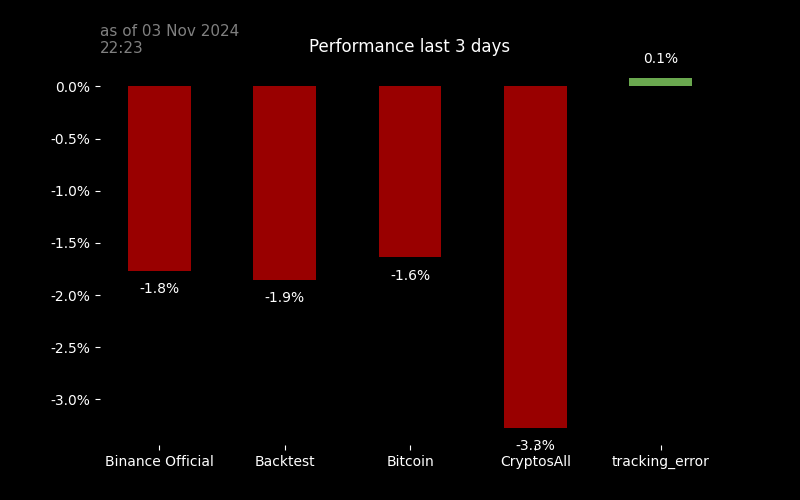 as of 03 Nov 2024
22:23
Performance last 3 days
0.1%
0.0%
-0.5%
-1.0%
-1.5%
-2.0%
-2.5%
-3.0%
-1.8%
-1.9%
-1.6%
-3.3%
Binance Official
Backtest
Bitcoin
CryptosAll
tracking_error